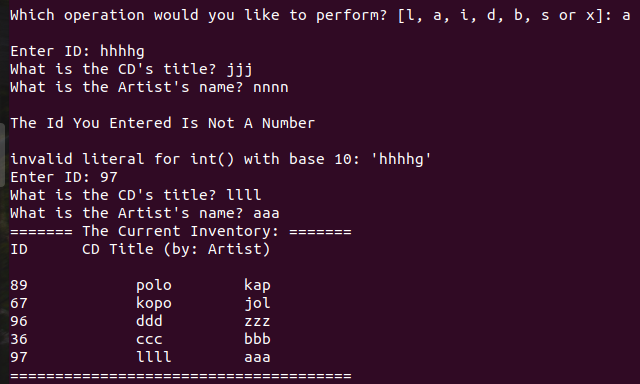 Which operation would you like to perform? [l, a, i, d, b, s or x]: a
Enter ID: hhhhg
What is the CD's title? jjj
What is the Artist's name? nnnn
The Id You Entered Is Not A Number
invalid literal for int() with base 10: 'hhhhg'
Enter ID: 97
What is the CD's title? llll
What is the Artist's name? aaa
======= The Current Inventory: =======
ID      CD Title (by: Artist)
89            polo        kap
67            kopo        jol
96            ddd         zzz
36            ccc         bbb
97            llll        aaa
======================================